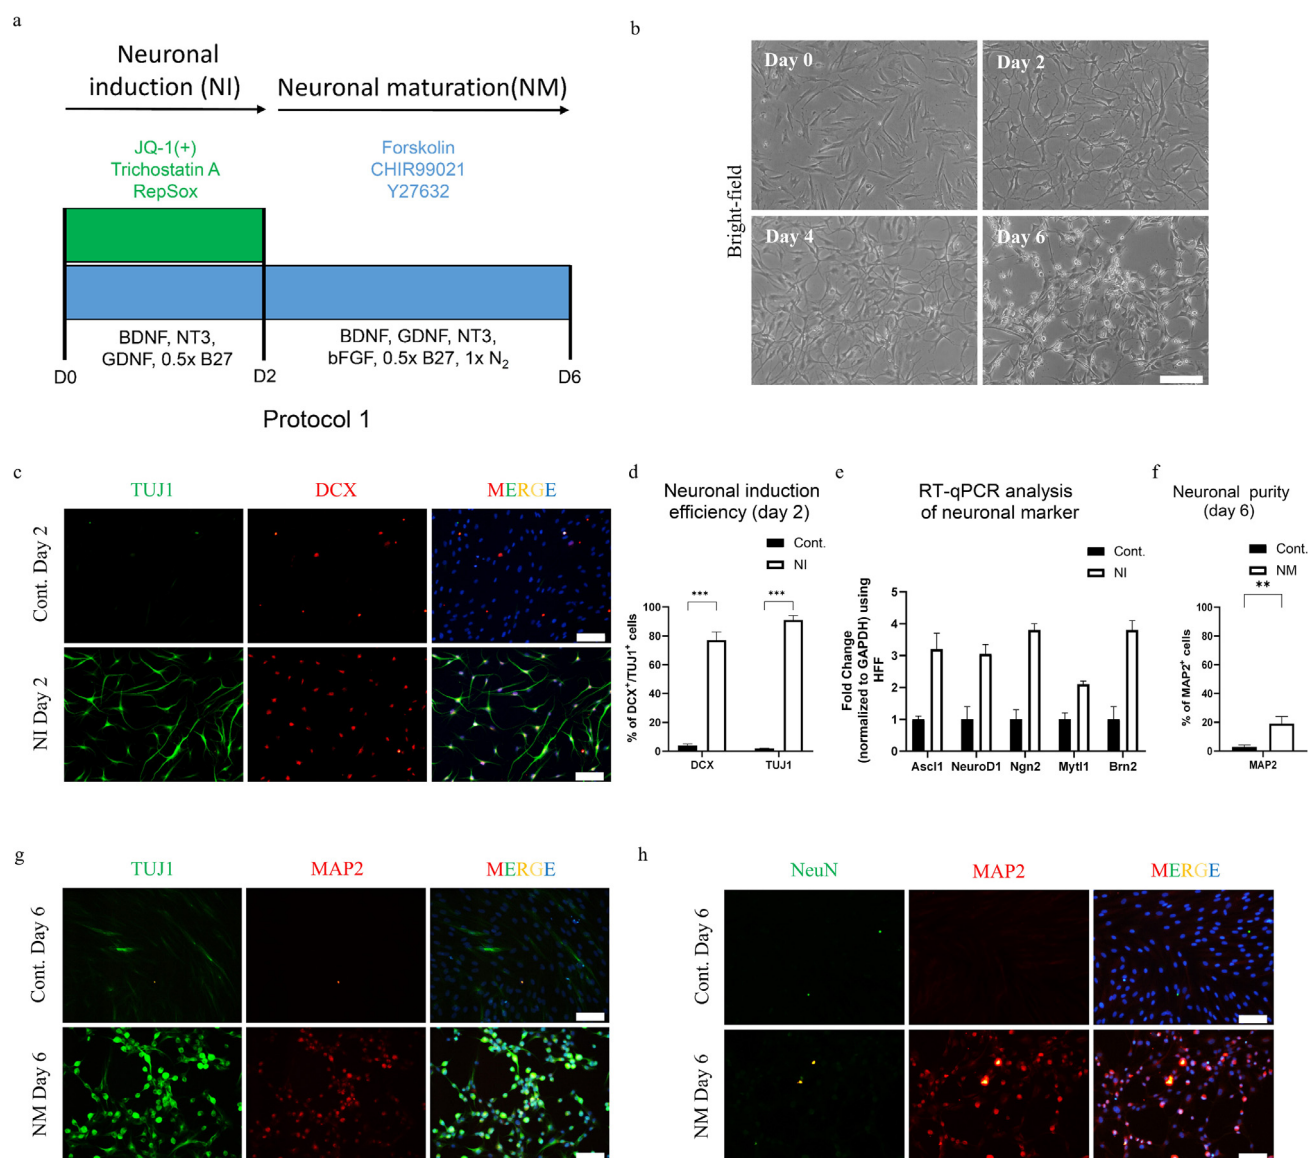 a
Neuronal
induction (NI)
Neuronal maturation(NM)
JQ-1(+)
Trichostatin A
RepSox
Forskolin
CHIR99021
Y27632
BDNF, NT3,
GDNF, 0.5x B27
BDNF, GDNF, NT3,
bFGF, 0.5x B27, 1x N2
D0
D2
D6
Protocol 1
b
Bright-field
Day 0
Day 2
Day 4
Day 6
c
TUJ1
DCX
MERGE
Cont. Day 2
NI Day 2
d
Neuronal induction
efficiency (day 2)
Cont.
NI
% of DCX+/TUJ1+ cells
100
80
60
40
20
0
***
***
DCX
TUJ1
e
RT-qPCR analysis
of neuronal marker
Cont.
NI
Fold Change
(normalized to GAPDH) using
HFF
5
4
3
2
1
0
Ascl1
NeuroD1
Ngn2
Mytl1
Brn2
f
Neuronal purity
(day 6)
Cont.
NM
**
% of MAP2+ cells
100
80
60
40
20
0
MAP2
g
TUJ1
MAP2
MERGE
Cont. Day 6
NM Day 6
h
NeuN
MAP2
MERGE
Cont. Day 6
NM Day 6